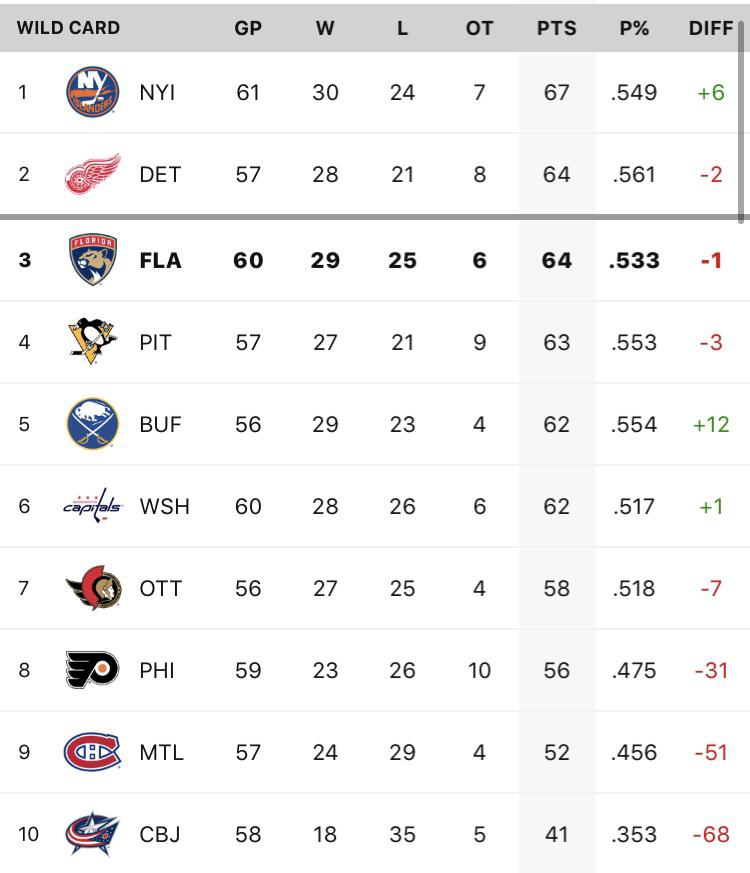 WILD CARD GP W L OT PTS P% DIFF
1 NY ISLANDERS NYI 61 30 24 7 67 .549 +6
2 DET 57 28 21 8 64 .561 -2
3 FLORIDA FLA 60 29 25 6 64 .533 -1
4 PIT 57 27 21 9 63 .553 -3
5 BUF 56 29 23 4 62 .554 +12
6 capitals WSH 60 28 26 6 62 .517 +1
7 OTT 56 27 25 4 58 .518 -7
8 PHI 59 23 26 10 56 .475 -31
9 MTL 57 24 29 4 52 .456 -51
10 CBJ 58 18 35 5 41 .353 -68